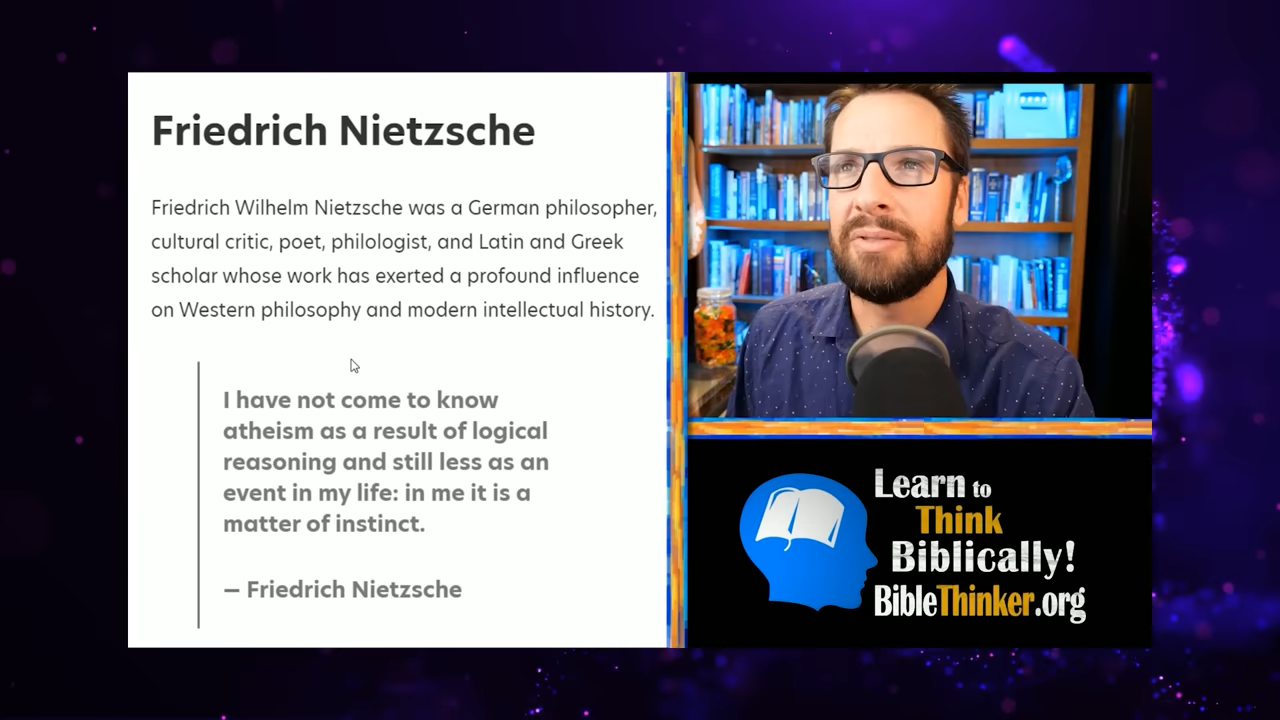 Friedrich Nietzsche
Friedrich Wilhelm Nietzsche was a German philosopher,
cultural critic, poet, philologist, and Latin and Greek
scholar whose work has exerted a profound influence
on Western philosophy and modern intellectual history.
I have not come to know
atheism as a result of logical
reasoning and still less as an
event in my life: in me it is a
matter of instinct.
— Friedrich Nietzsche
Learn to
Think
Biblically!
BibleThinker.org